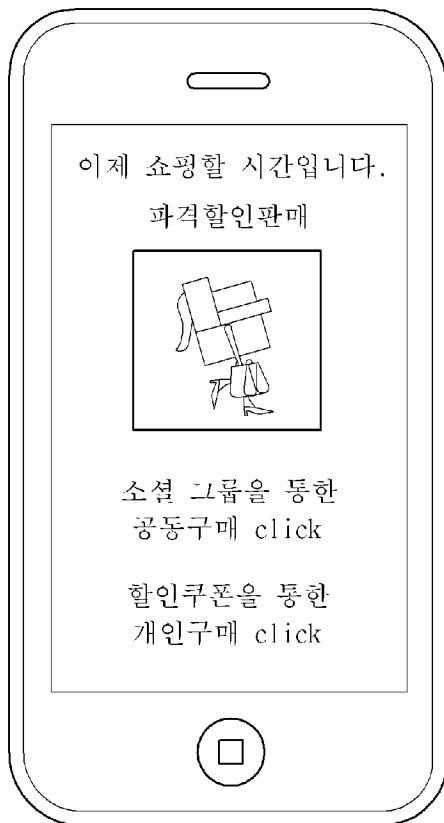 이제 쇼핑할 시간입니다.
파격할인판매
소셜 그룹을 통한
공동구매 click
할인쿠폰을 통한
개인구매 click